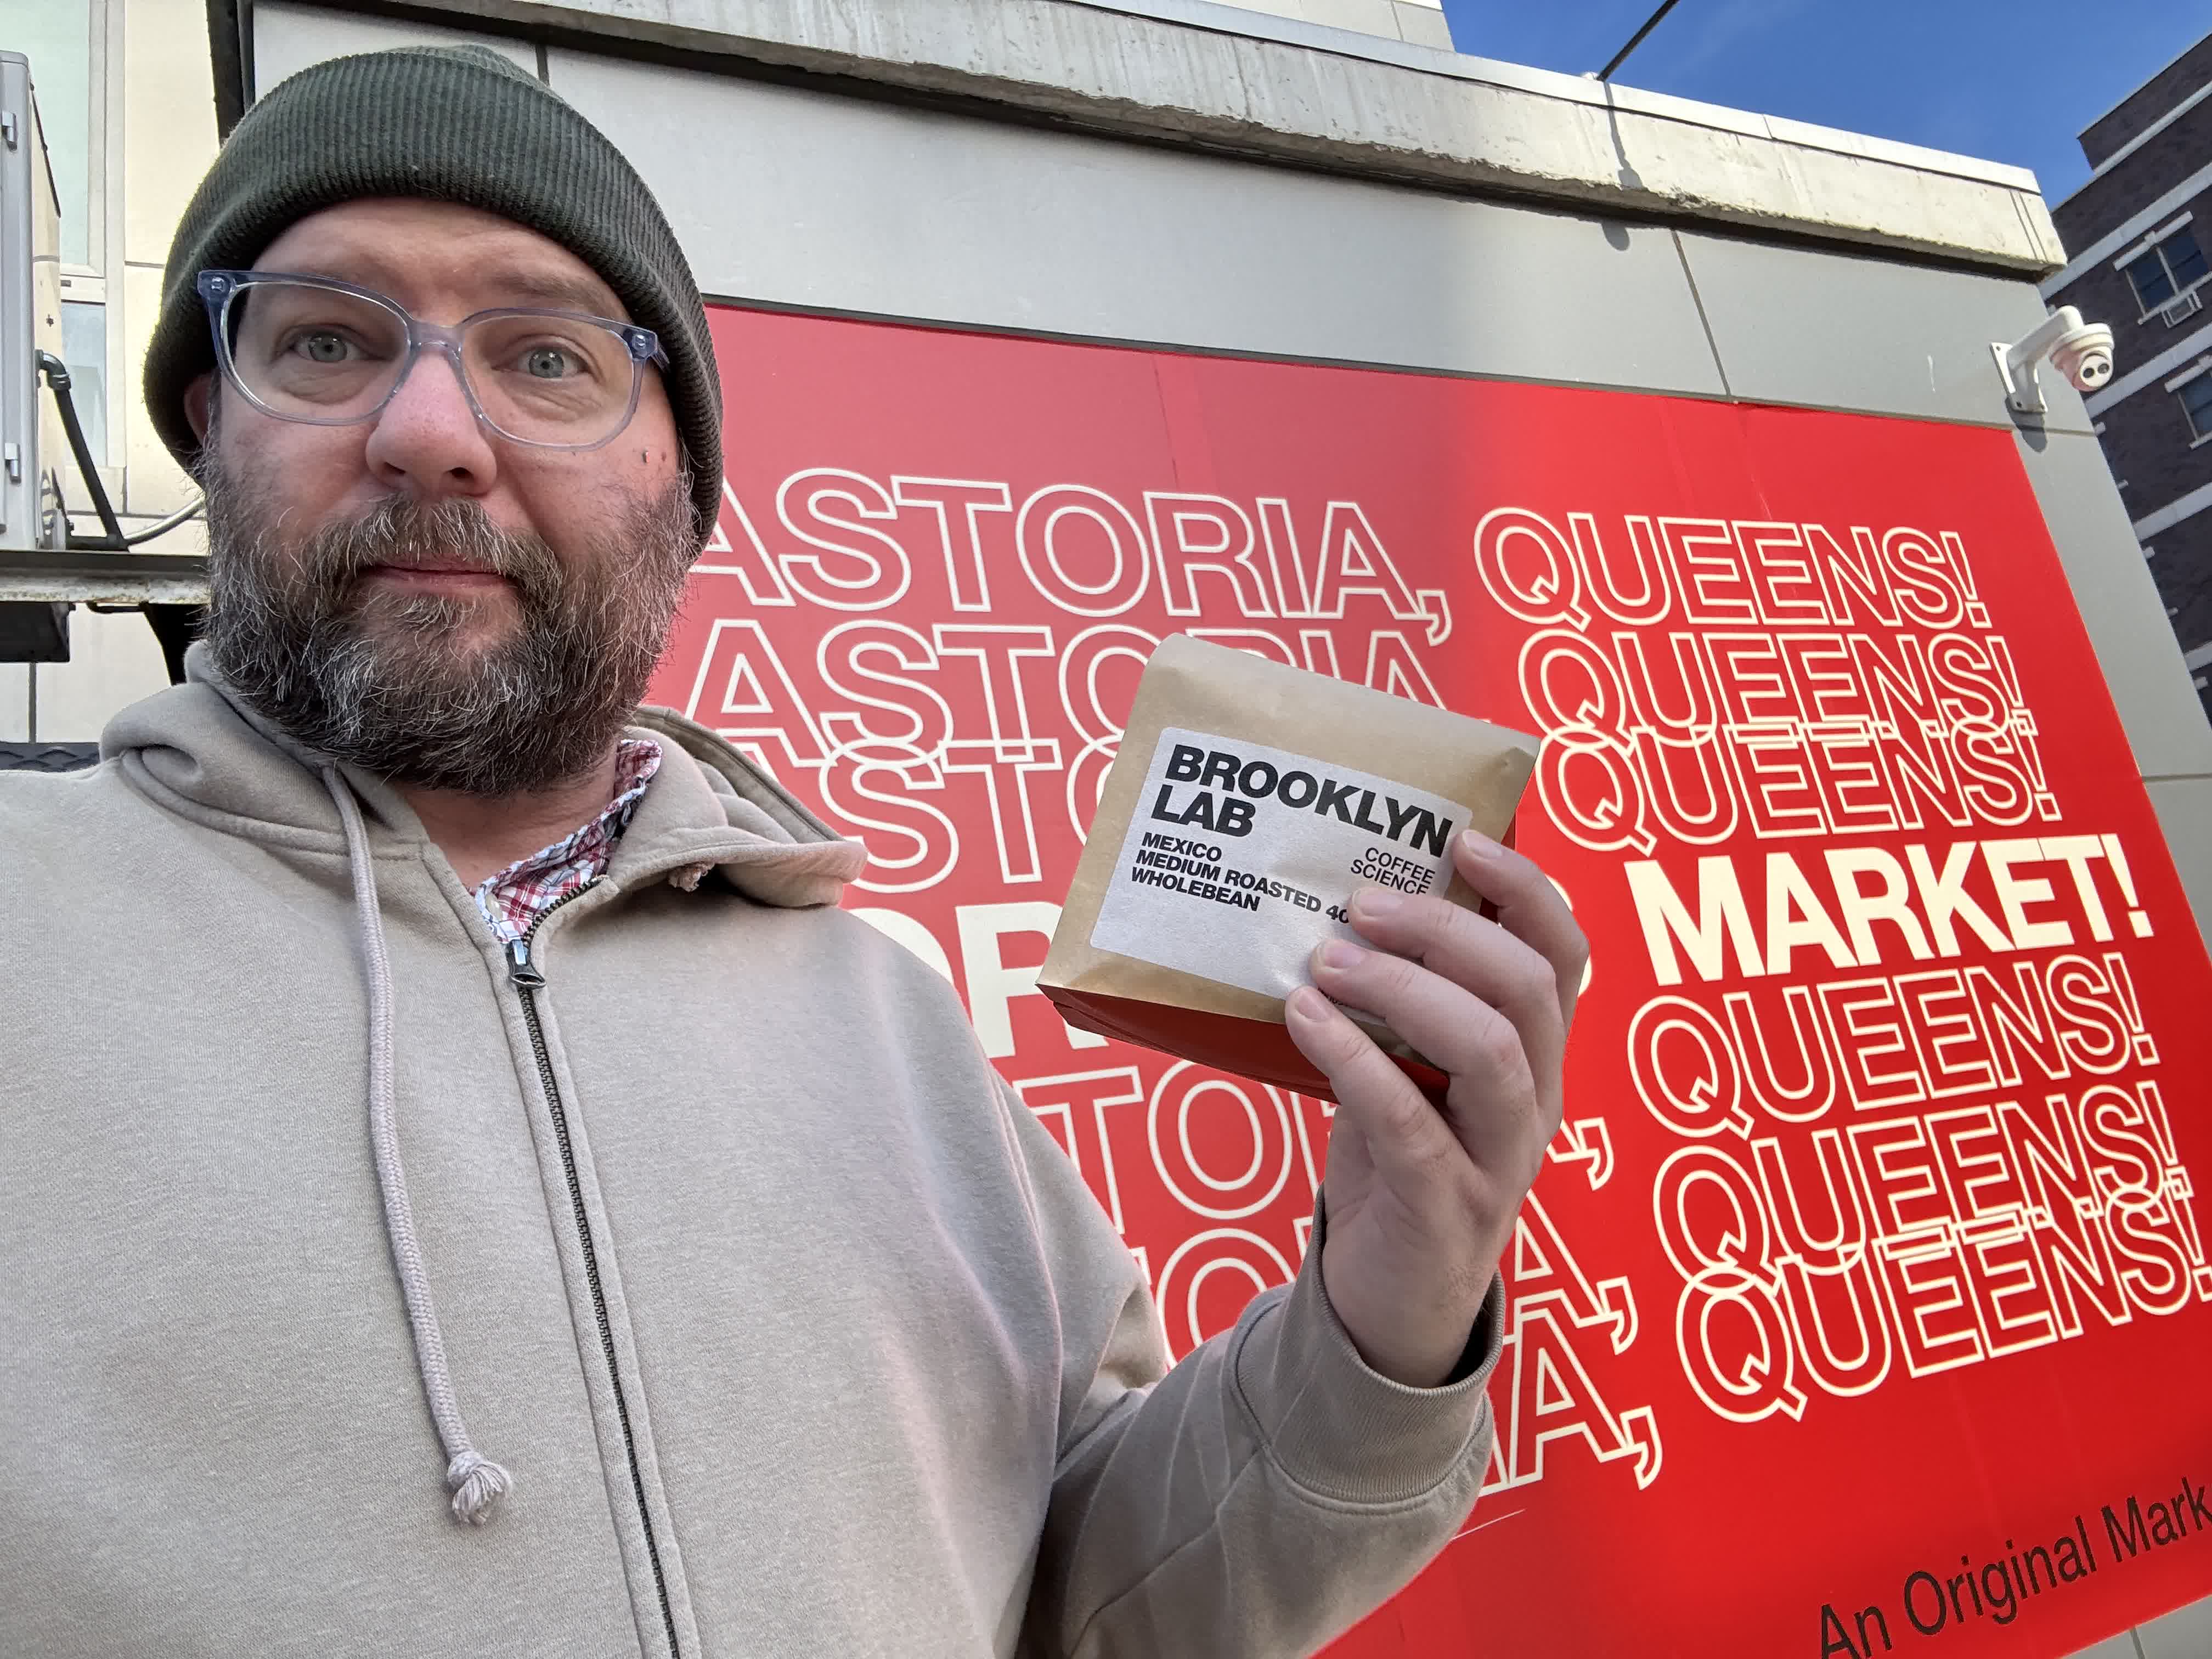 ASTORIA, QUEENS!
ASTORIA, QUEENS!
QUEENS!
MARKET!
QUEENS!
QUEENS!
QUEENS!
An Original
BROOKLYN
LAB
COFFEE
SCIENCE
MEXICO
MEDIUM ROASTED
WHOLEBEAN